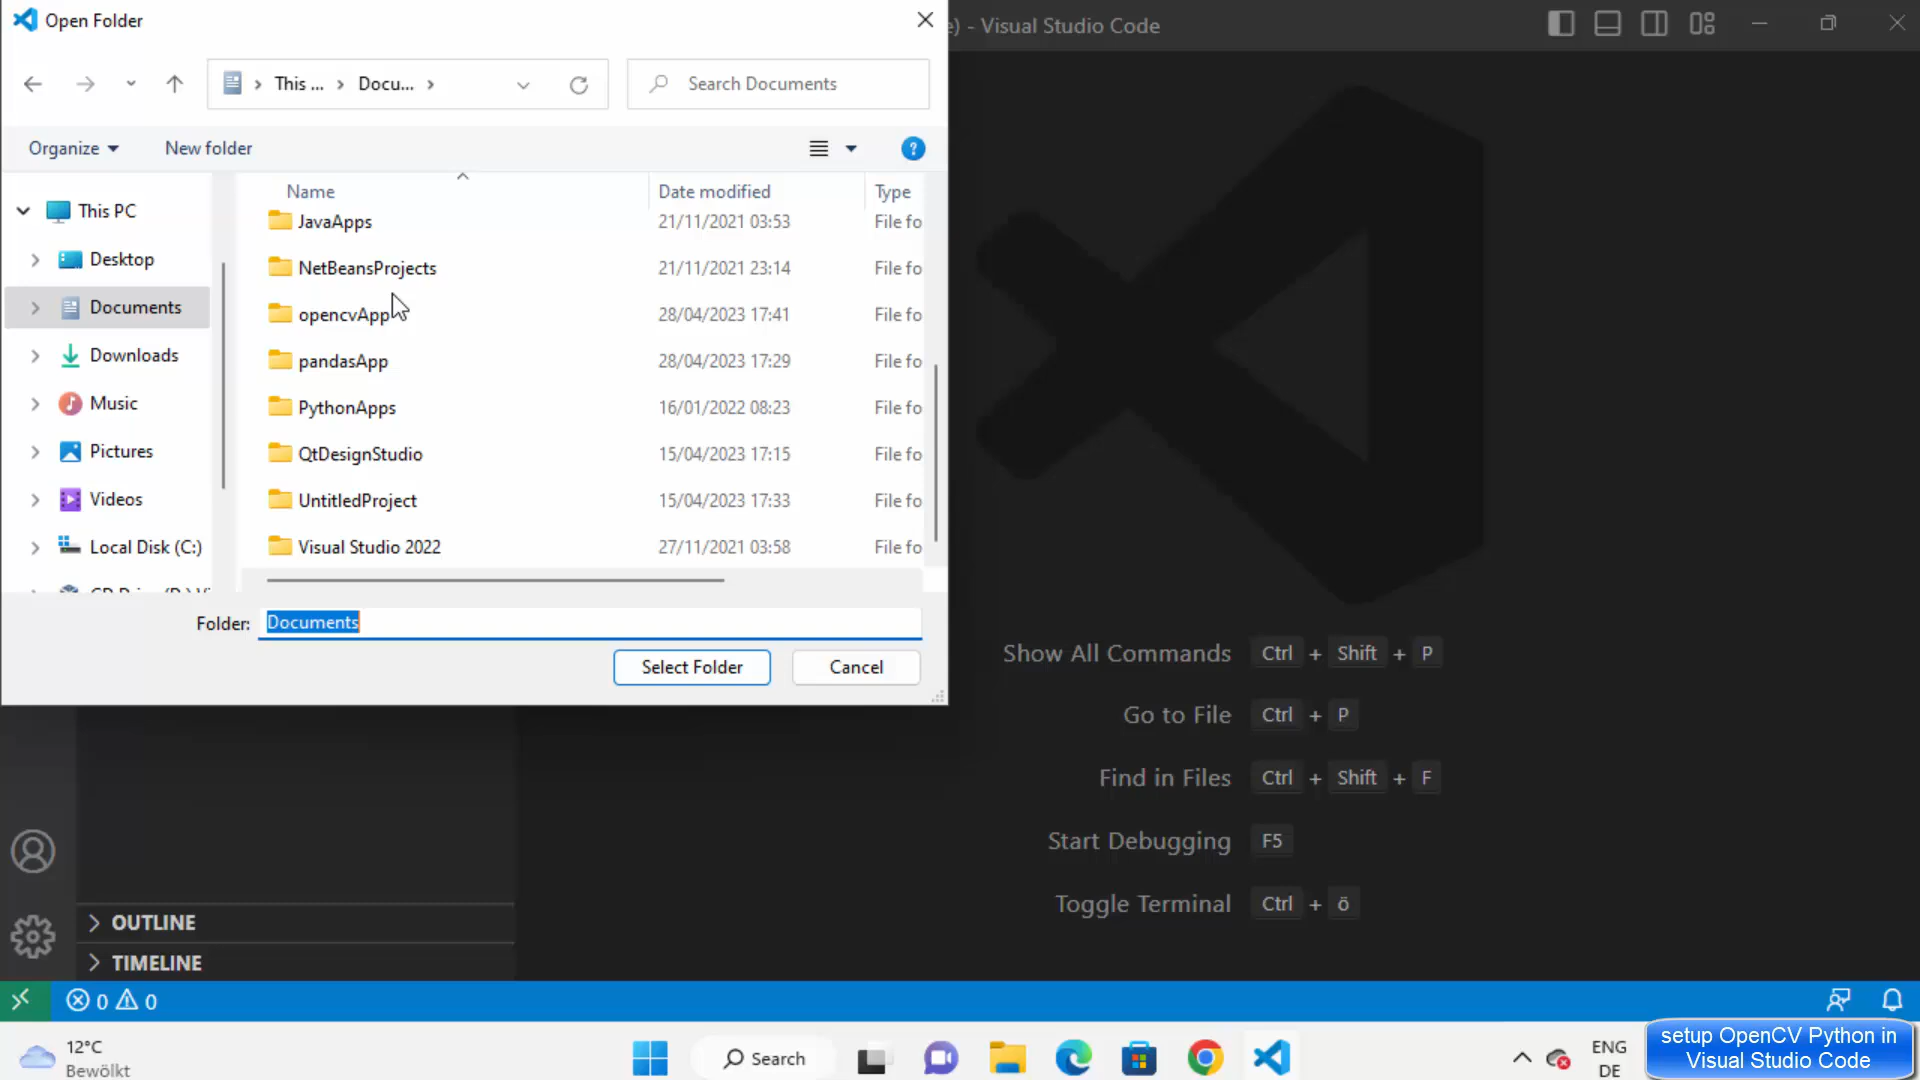 Open Folder
e) - Visual Studio Code
This ... > Docu... >
Search Documents
Organize
New folder
?
Name Date modified Type
This PC
Desktop
Documents
Downloads
Music
Pictures
Videos
Local Disk (C:)
JavaApps 21/11/2021 03:53 File fo
NetBeansProjects 21/11/2021 23:14 File fo
opencvApp 28/04/2023 17:41 File fo
pandasApp 28/04/2023 17:29 File fo
PythonApps 16/01/2022 08:23 File fo
QtDesignStudio 15/04/2023 17:15 File fo
UntitledProject 15/04/2023 17:33 File fo
Visual Studio 2022 27/11/2021 03:58 File fo
Folder: Documents
Select Folder Cancel
Show All Commands Ctrl + Shift + P
Go to File Ctrl + P
Find in Files Ctrl + Shift + F
Start Debugging F5
Toggle Terminal Ctrl + ö
OUTLINE
TIMELINE
0 0
12°C
Bewölkt
Search
ENG
DE
setup OpenCV Python in
Visual Studio Code